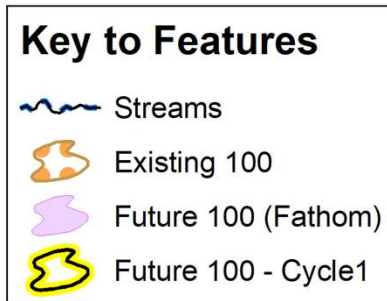 Key to Features
Streams
Existing 100
Future 100 (Fathom)
Future 100 - Cycle1